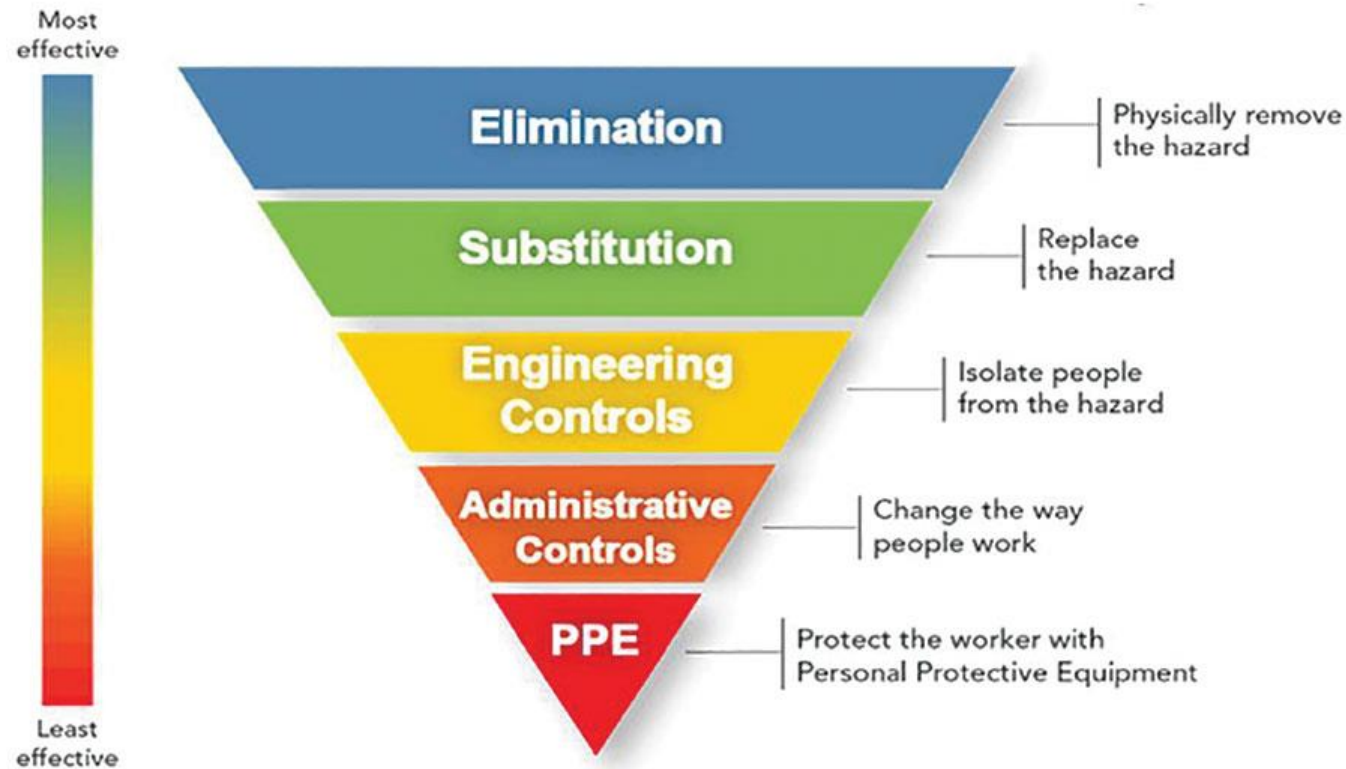 Most
effective
Elimination
Physically remove
the hazard
Substitution
Replace
the hazard
Engineering
Controls
Isolate people
from the hazard
Administrative
Controls
Change the way
people work
PPE
Protect the worker with
Personal Protective Equipment
Least
effective